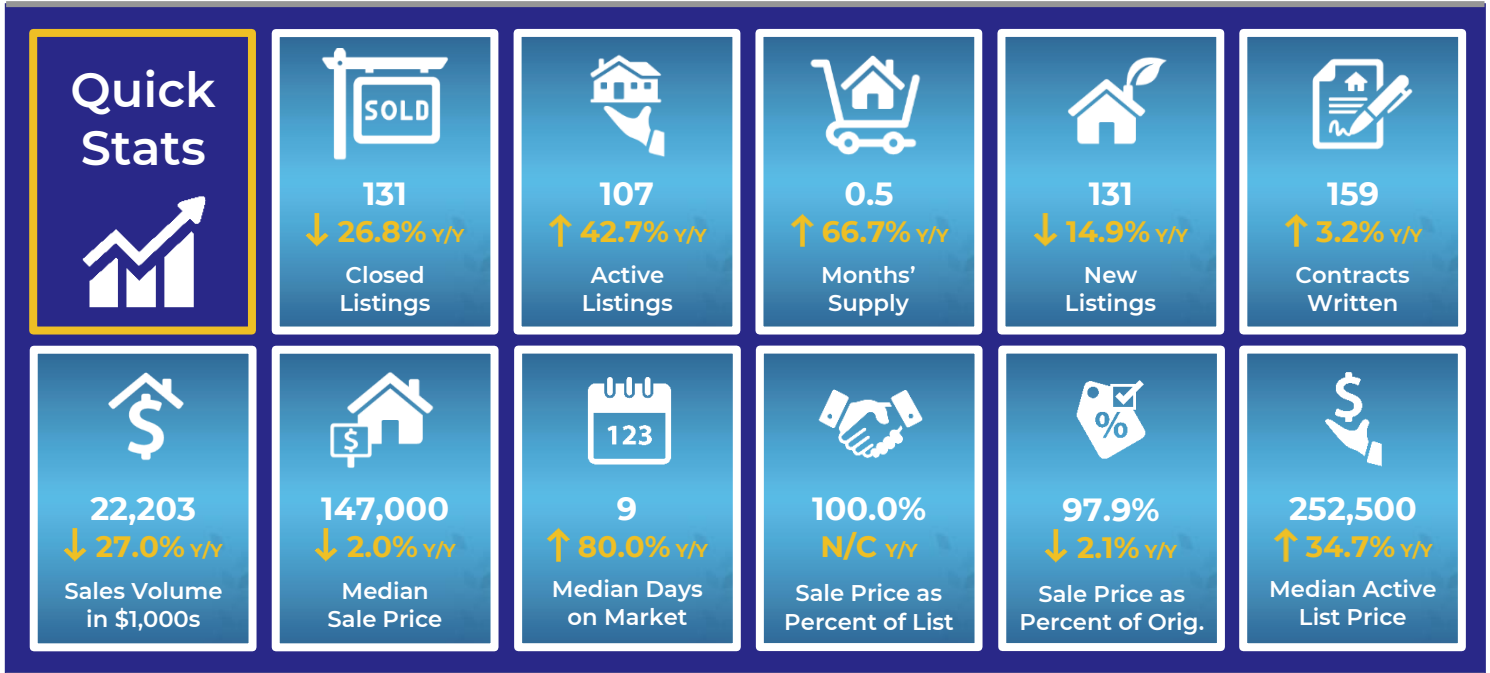 Quick
Stats
SOLD
131
↓ 26.8% Y/Y
Closed
Listings
107
↑ 42.7% Y/Y
Active
Listings
0.5
↑ 66.7% Y/Y
Months’
Supply
131
↓ 14.9% Y/Y
New
Listings
159
↑ 3.2% Y/Y
Contracts
Written
$
22,203
↓ 27.0% Y/Y
Sales Volume
in $1,000s
$
147,000
↓ 2.0% Y/Y
Median
Sale Price
123
9
↑ 80.0% Y/Y
Median Days
on Market
100.0%
N/C Y/Y
Sale Price as
Percent of List
%
97.9%
↓ 2.1% Y/Y
Sale Price as
Percent of Orig.
$
252,500
↑ 34.7% Y/Y
Median Active
List Price